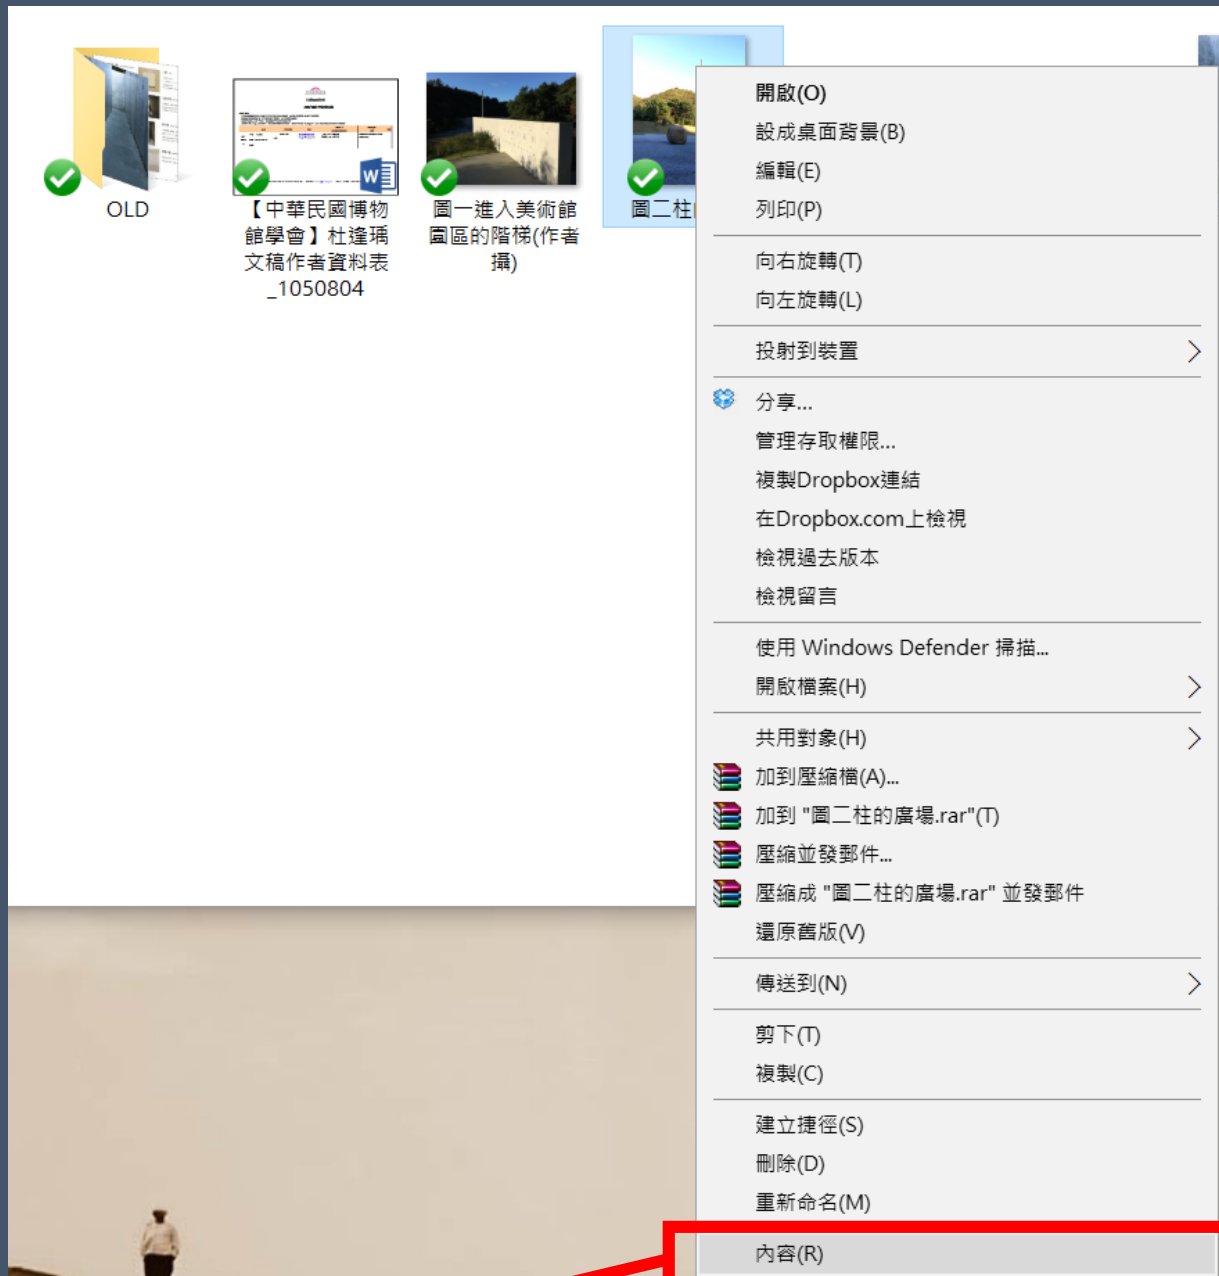 OLD
【中華民國博物
館學會】杜逢瑀
文稿作者資料表
_1050804
圖一進入美術館
園區的階梯(作者
攝)
圖二柱
開啟(O)
設成桌面背景(B)
編輯(E)
列印(P)
向右旋轉(T)
向左旋轉(L)
投射到裝置
分享...
管理存取權限...
複製Dropbox連結
在Dropbox.com上檢視
檢視過去版本
檢視留言
使用 Windows Defender 掃描...
開啟檔案(H)
共用對象(H)
加到壓縮檔(A)...
加到 "圖二柱的廣場.rar"(T)
壓縮並發郵件...
壓縮成 "圖二柱的廣場.rar" 並發郵件
還原舊版(V)
傳送到(N)
剪下(T)
複製(C)
建立捷徑(S)
刪除(D)
重新命名(M)
內容(R)